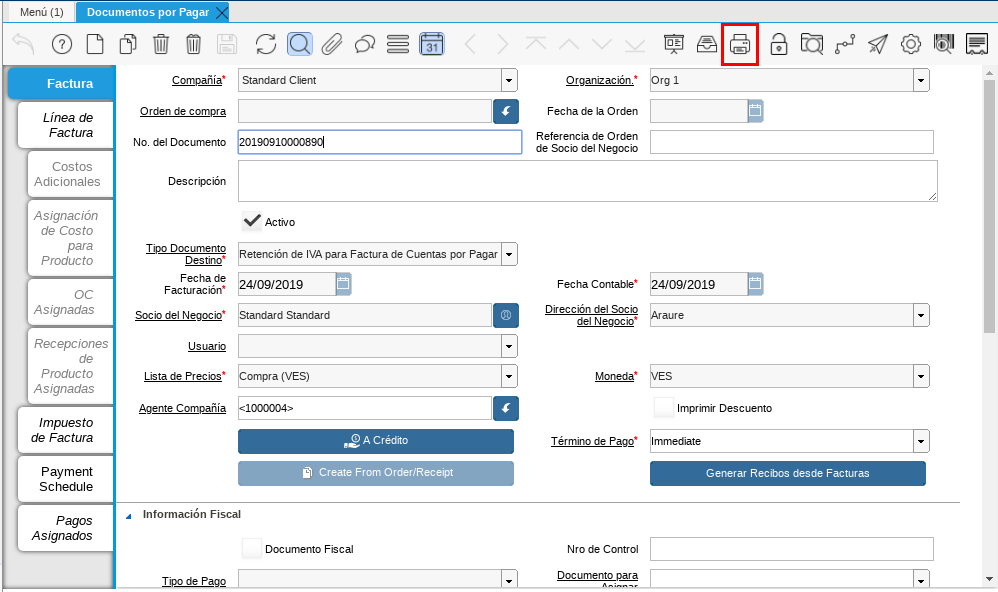 Menú (1)
Documentos por Pagar
31
Factura
Línea de
Factura
Costos
Adicionales
Asignación
de Costo
para
Producto
OC
Asignadas
Recepciones
de
Producto
Asignadas
Impuesto
de Factura
Payment
Schedule
Pagos
Asignados
Compañía* Standard Client
Organización.* Org 1
Orden de compra
Fecha de la Orden
No. del Documento 20190910000890
Referencia de Orden
de Socio del Negocio
Descripción
Activo
Tipo Documento
Destino* Retención de IVA para Factura de Cuentas por Pagar
Fecha de
Facturación* 24/09/2019
Fecha Contable* 24/09/2019
Socio del Negocio* Standard Standard
Dirección del Socio
del Negocio* Araure
Usuario
Lista de Precios* Compra (VES)
Moneda* VES
Agente Compañía <1000004>
Imprimir Descuento
A Crédito
Término de Pago* Immediate
Create From Order/Receipt
Generar Recibos desde Facturas
Información Fiscal
Documento Fiscal
Nro de Control
Tipo de Pago
Documento para
Asignar